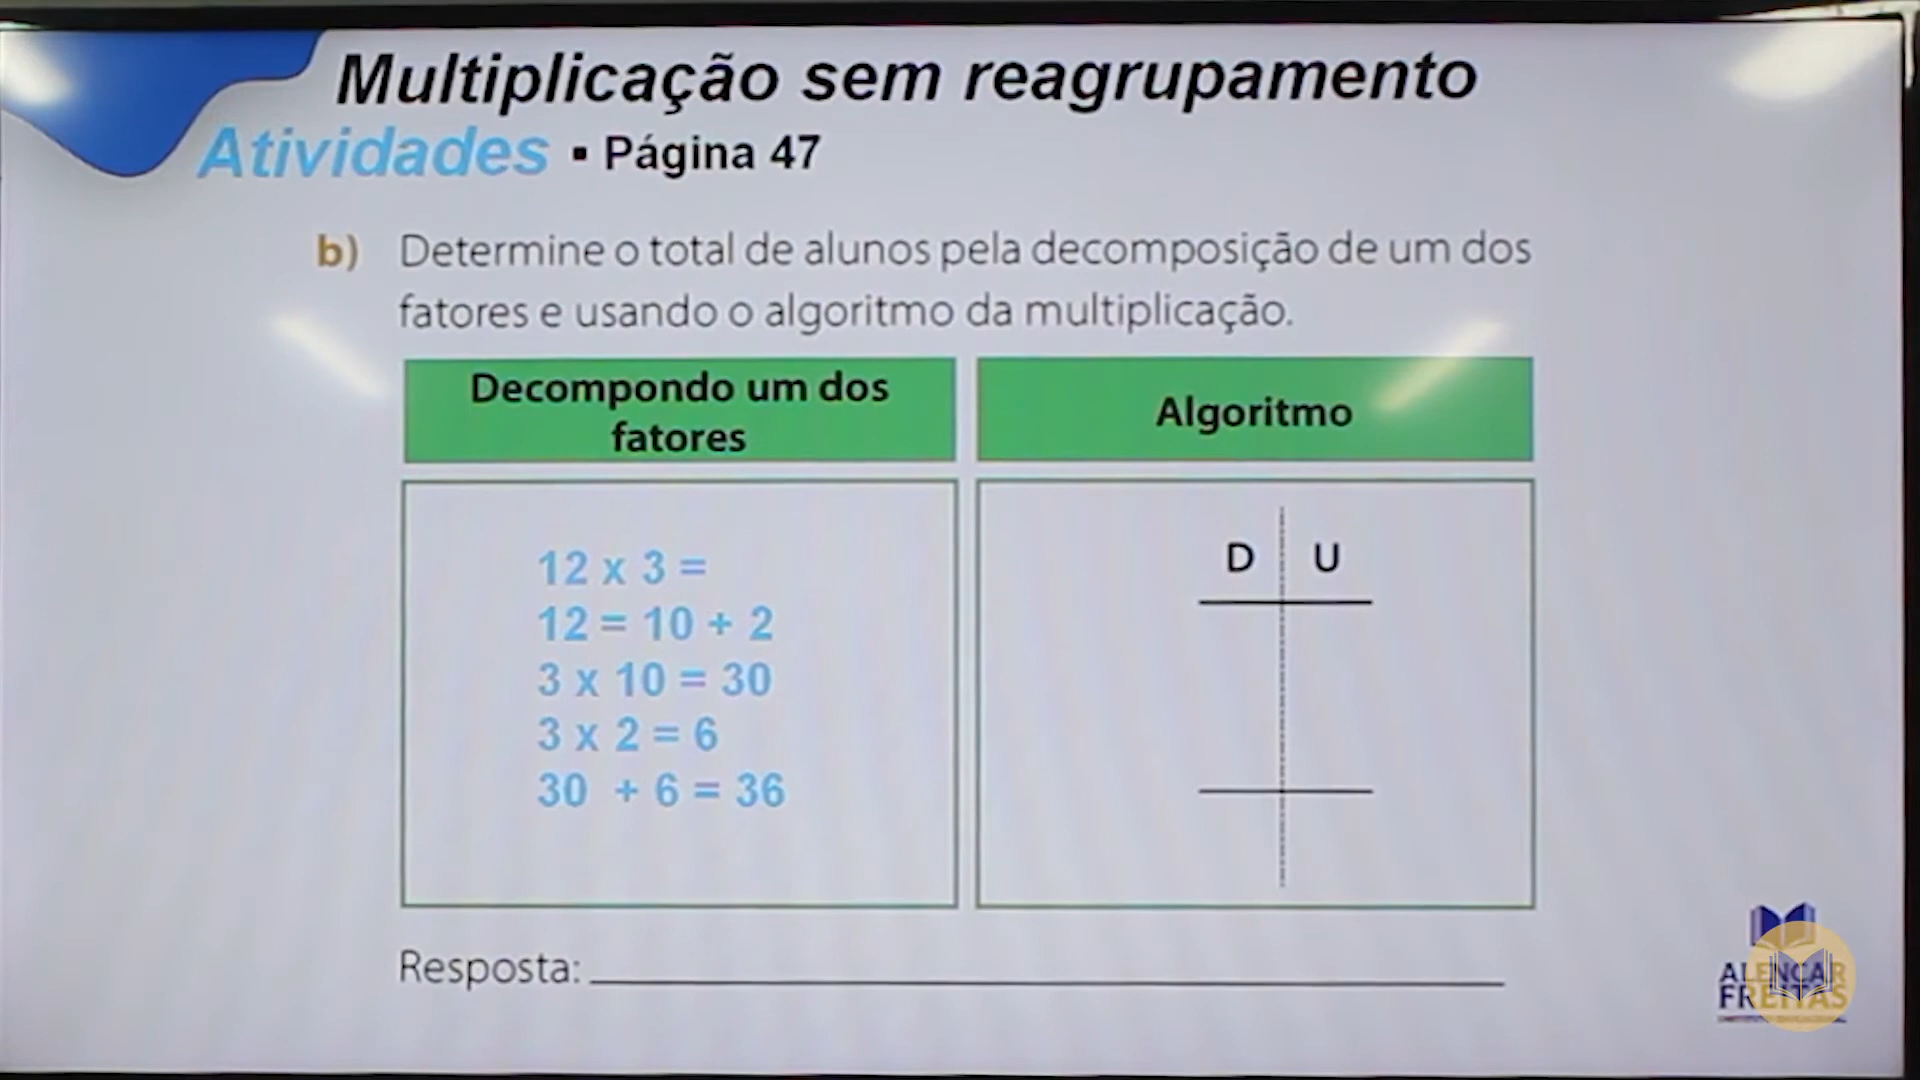 Multiplicação sem reagrupamento
Atividades ▪ Página 47
b) Determine o total de alunos pela decomposição de um dos
fatores e usando o algoritmo da multiplicação.
Decompondo um dos
fatores
Algoritmo
12 x 3 =
12 = 10 + 2
3 x 10 = 30
3 x 2 = 6
30 + 6 = 36
D U
Resposta:
ALENCAR
FREITAS